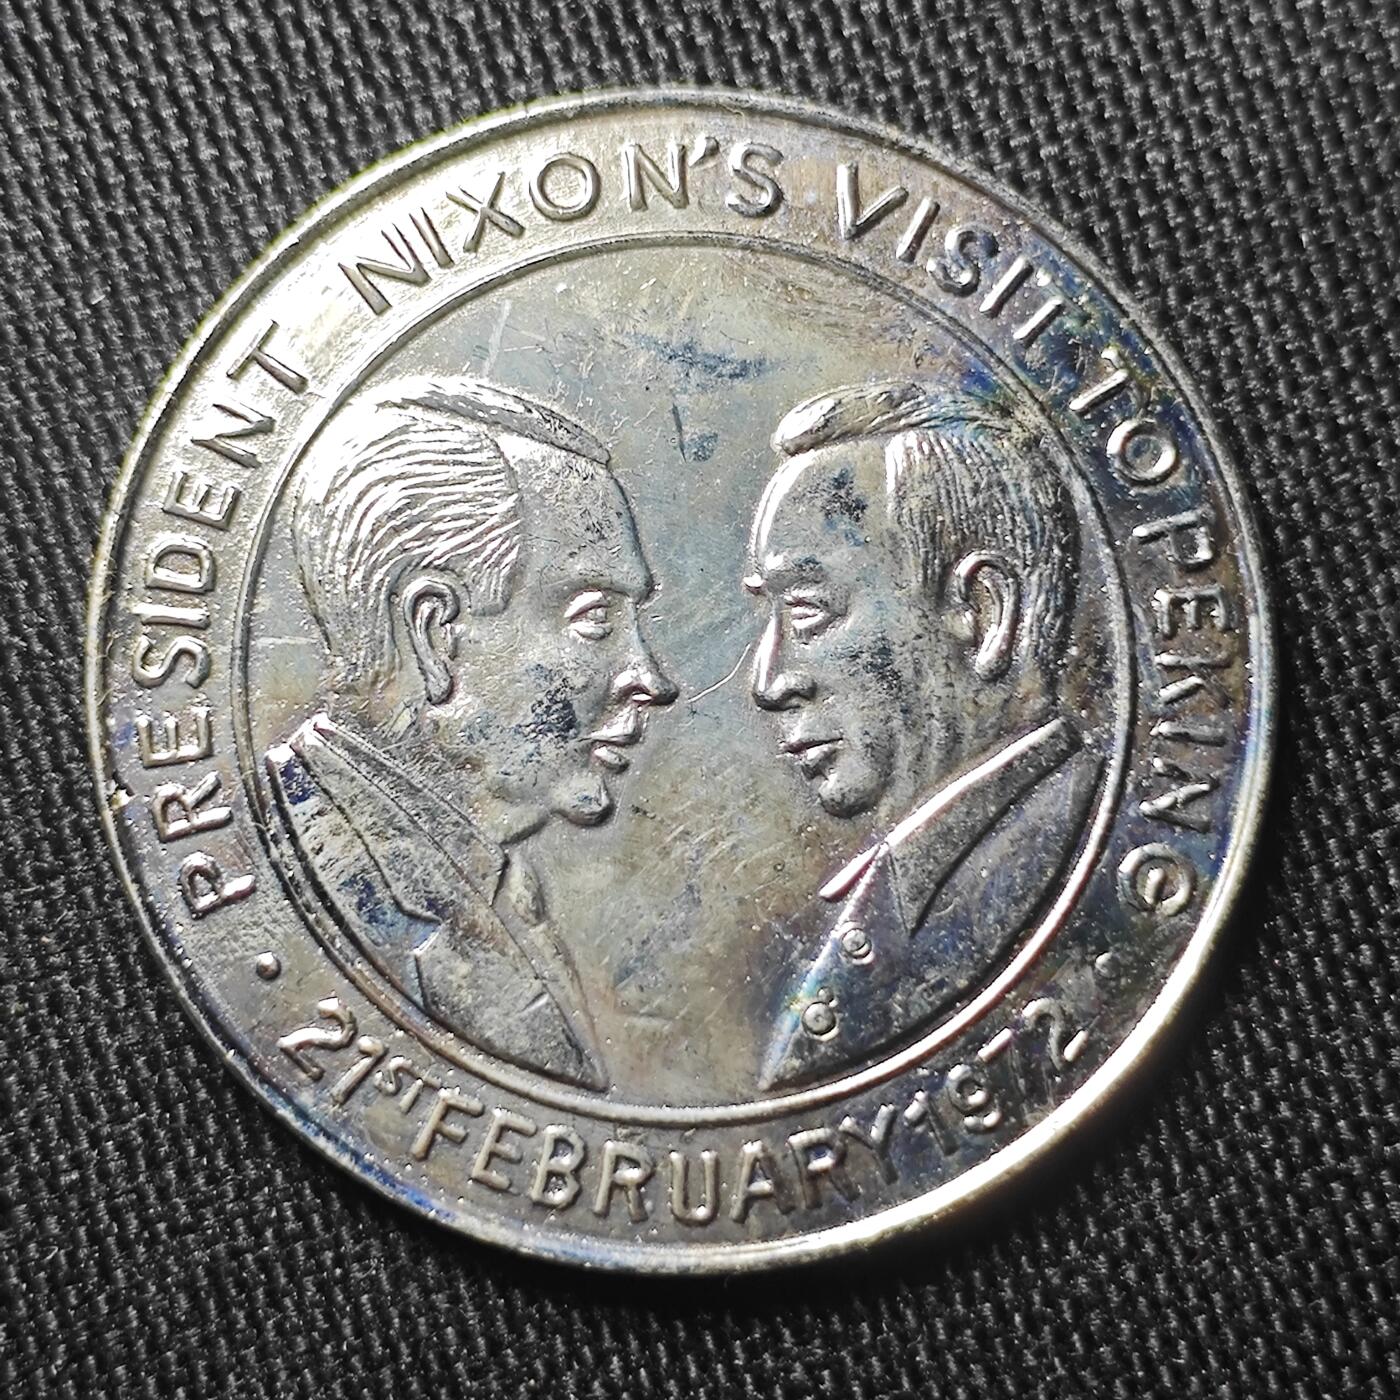 PRESIDENT NIXON'S VISIT TO PEKING
· 21ST FEBRUARY 1972 ·